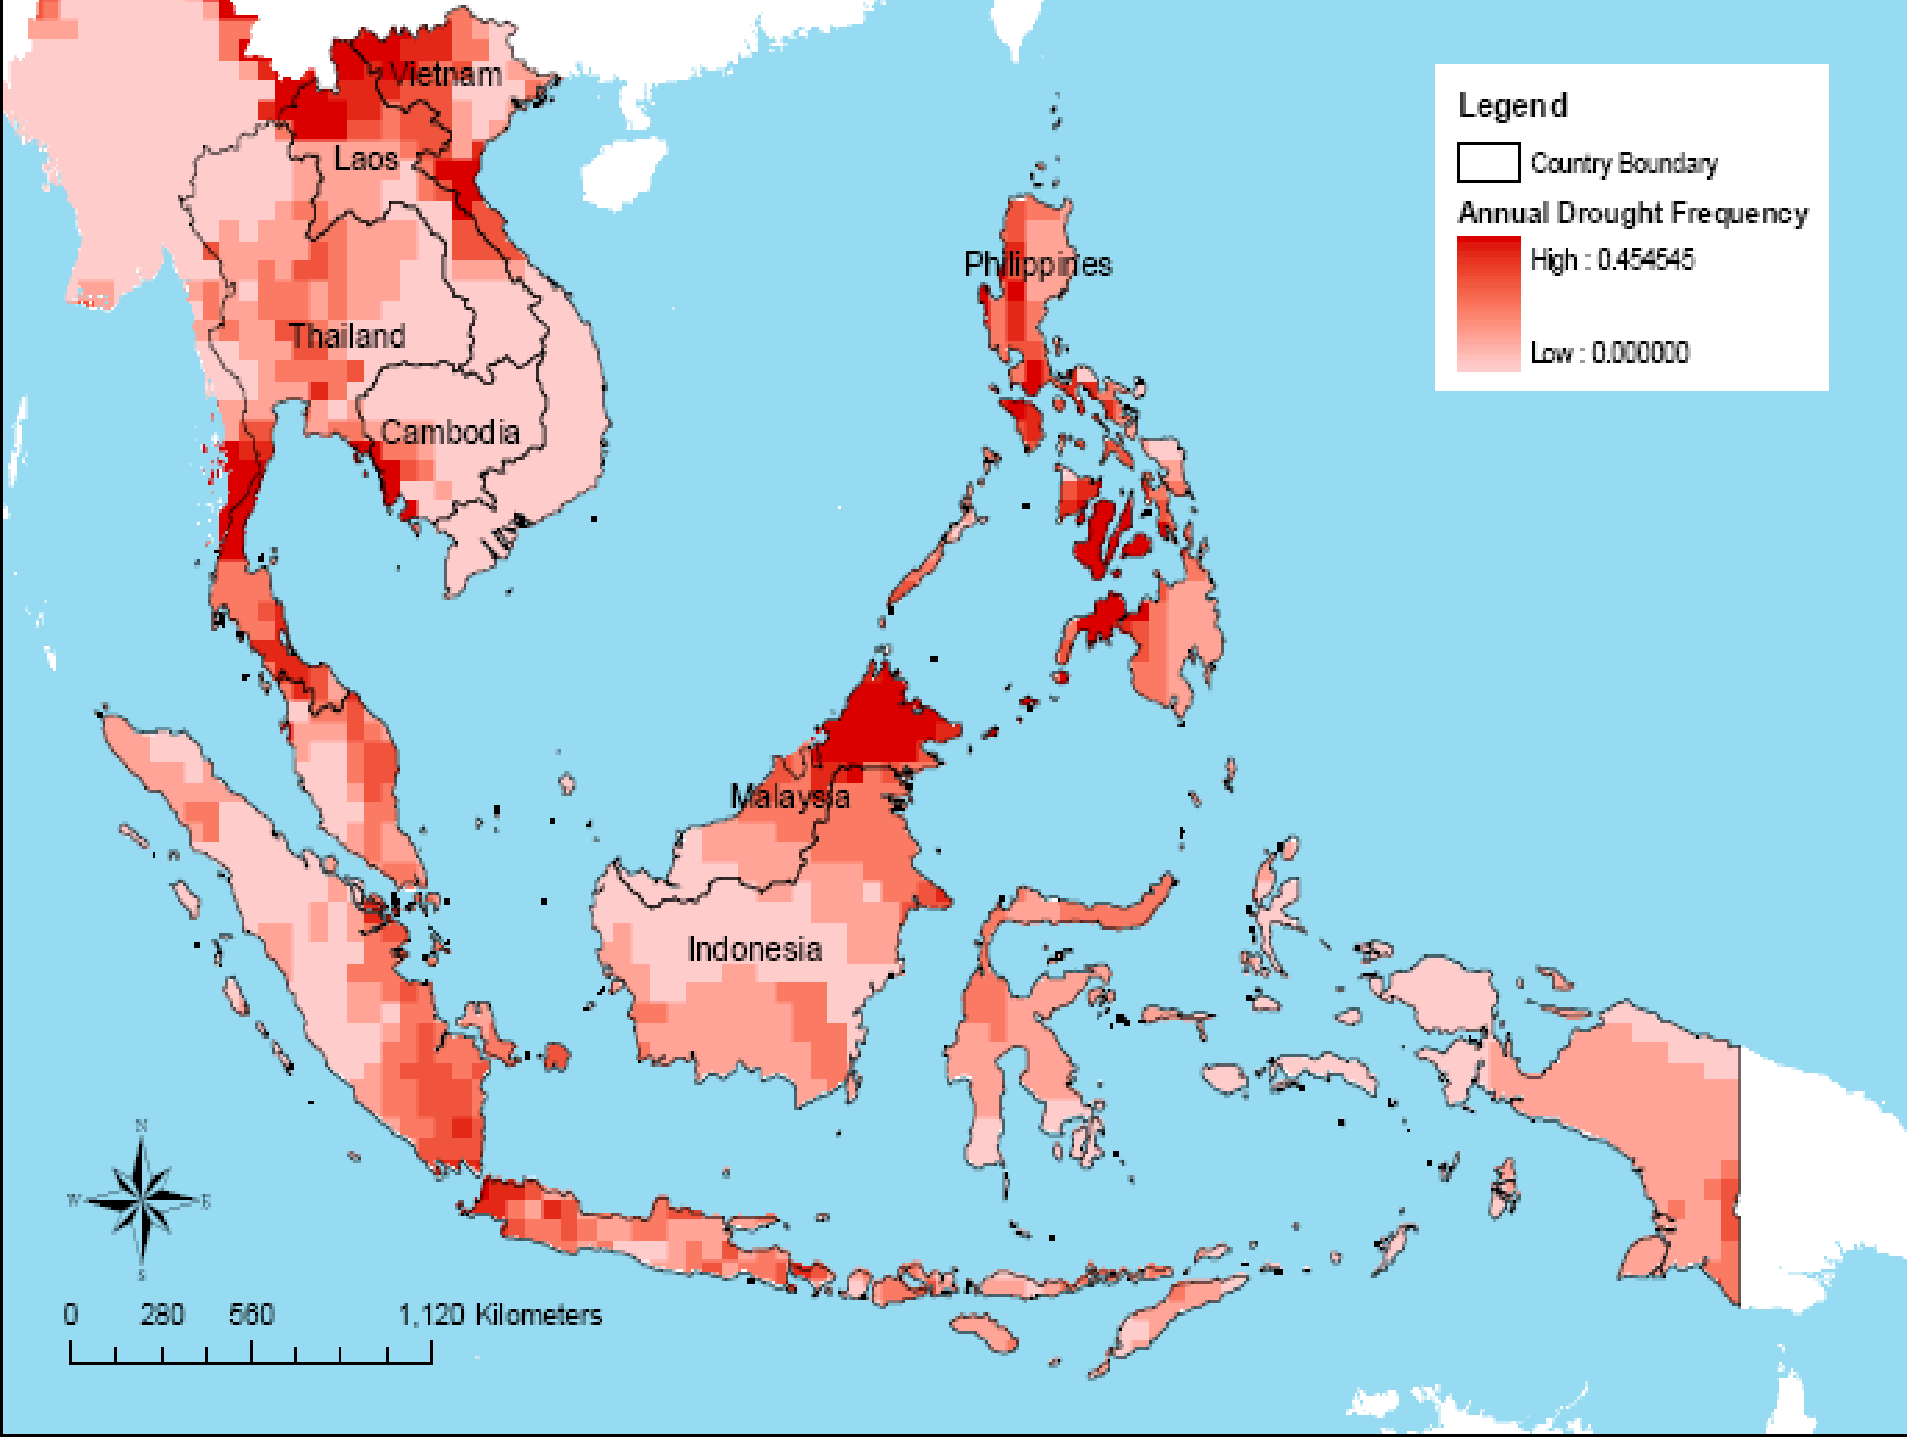 Vietnam
Laos
Thailand
Cambodia
Philippines
Malaysia
Indonesia
Legend
Country Boundary
Annual Drought Frequency
High : 0.454545
Low : 0.000000
N
W
E
S
0 280 560 1,120 Kilometers